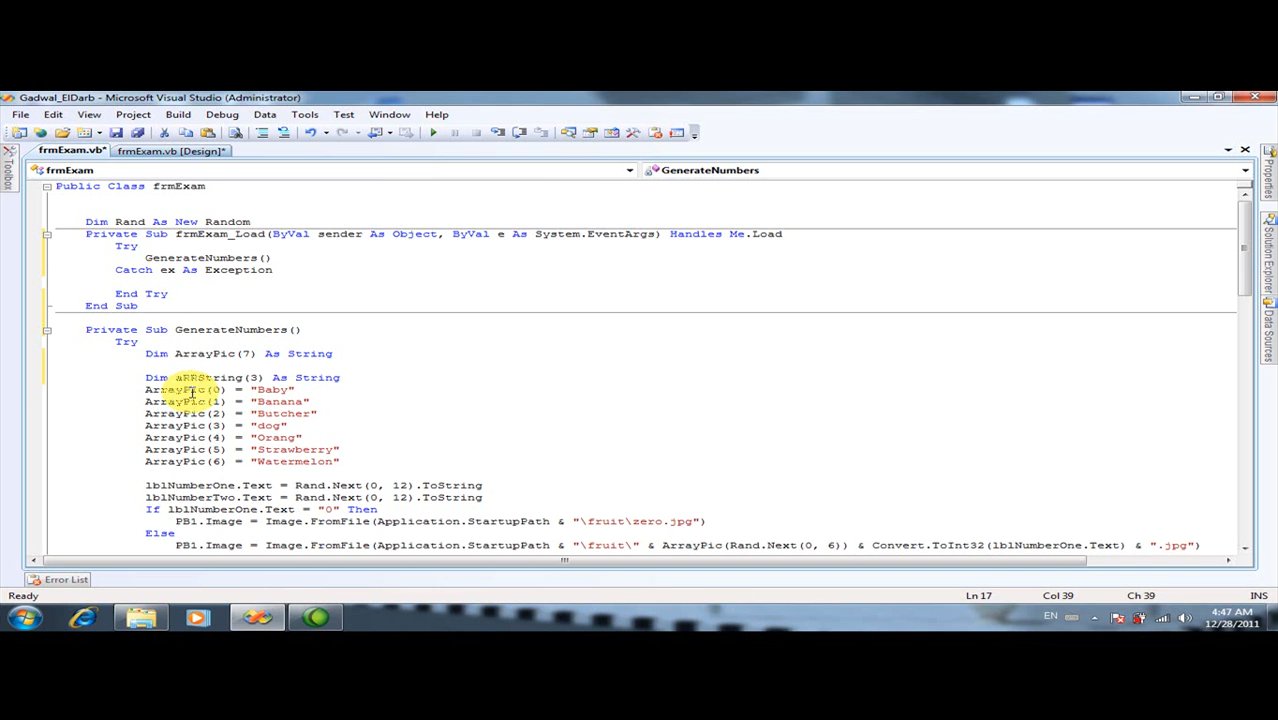 Gadwal_ElDarb - Microsoft Visual Studio (Administrator)
File Edit View Project Build Debug Data Tools Test Window Help
frmExam.vb* frmExam.vb [Design]*
frmExam GenerateNumbers
Toolbox
Properties
Solution Explorer
Data Sources
Public Class frmExam
Dim Rand As New Random
Private Sub frmExam_Load(ByVal sender As Object, ByVal e As System.EventArgs) Handles Me.Load
Try
GenerateNumbers()
Catch ex As Exception
End Try
End Sub
Private Sub GenerateNumbers()
Try
Dim ArrayPic(7) As String
Dim aRRString(3) As String
ArrayPic(0) = "Baby"
ArrayPic(1) = "Banana"
ArrayPic(2) = "Butcher"
ArrayPic(3) = "dog"
ArrayPic(4) = "Orang"
ArrayPic(5) = "Strawberry"
ArrayPic(6) = "Watermelon"
lblNumberOne.Text = Rand.Next(0, 12).ToString
lblNumberTwo.Text = Rand.Next(0, 12).ToString
If lblNumberOne.Text = "0" Then
PB1.Image = Image.FromFile(Application.StartupPath & "\fruit\zero.jpg")
Else
PB1.Image = Image.FromFile(Application.StartupPath & "\fruit\" & ArrayPic(Rand.Next(0, 6)) & Convert.ToInt32(lblNumberOne.Text) & ".jpg")
Error List
Ready Ln 17 Col 39 Ch 39 INS
EN 4:47 AM
12/28/2011